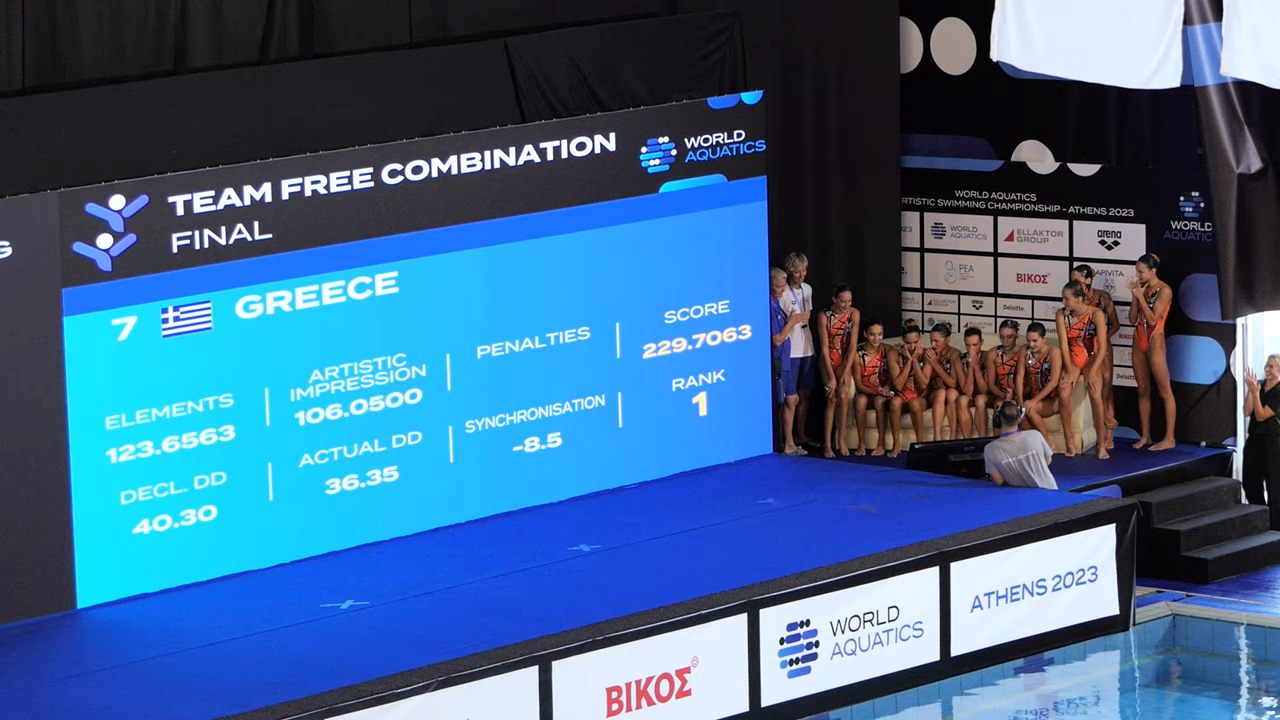 G
TEAM FREE COMBINATION
FINAL
WORLD
AQUATICS
7 GREECE
ELEMENTS
123.6563
ARTISTIC
IMPRESSION
106.0500
PENALTIES
SCORE
229.7063
DECL. DD
40.30
ACTUAL DD
36.35
SYNCHRONISATION
-8.5
RANK
1
WORLD AQUATICS
ARTISTIC SWIMMING CHAMPIONSHIP - ATHENS 2023
WORLD
AQUATICS
WORLD
AQUATICS
ELLAKTOR
GROUP
arena
PEA
ΒΙΚΟΣ
APIVITA
Deloitte
ΒΙΚΟΣ
WORLD
AQUATICS
ATHENS 2023